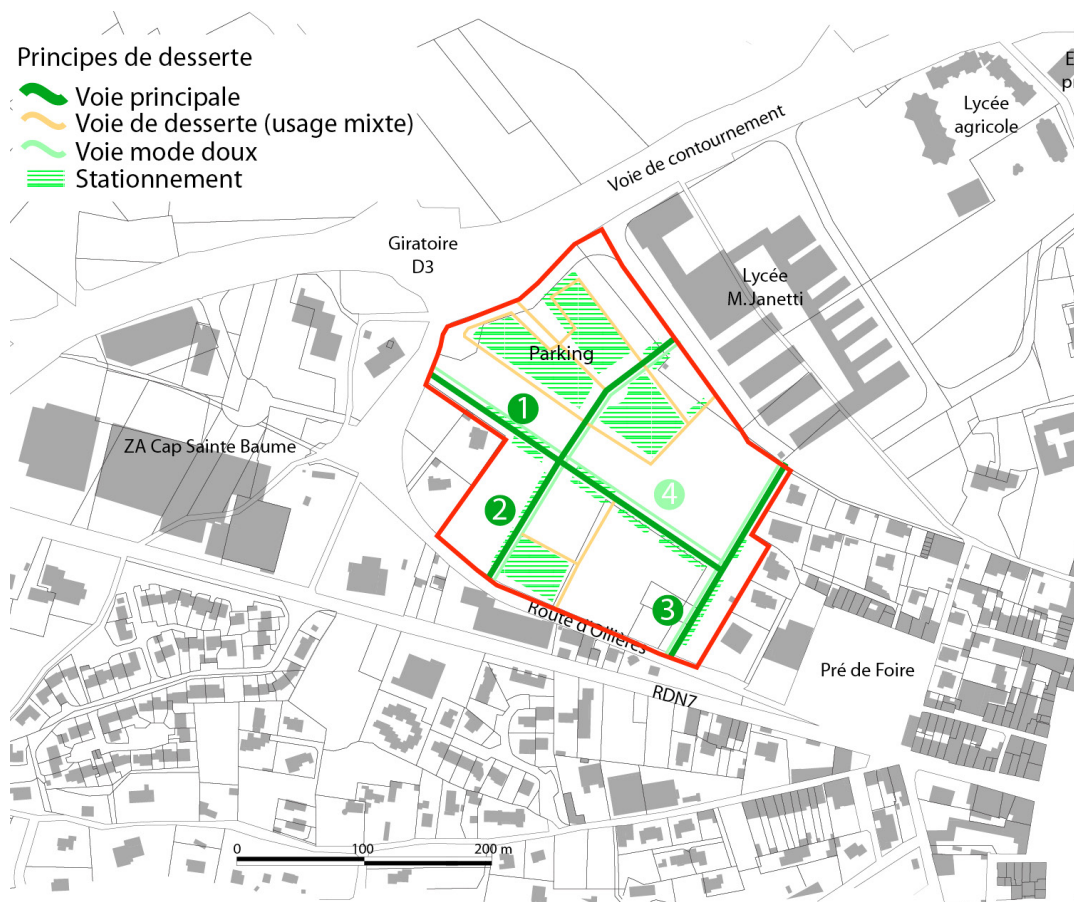 Principes de desserte
Voie principale
Voie de desserte (usage mixte)
Voie mode doux
Stationnement
Voie de contournement
Lycée
agricole
Giratoire
D3
Lycée
M. Janetti
Parking
1
ZA Cap Sainte Baume
4
2
3
Route d'Ollières
Pré de Foire
RDN7
0
100
200 m